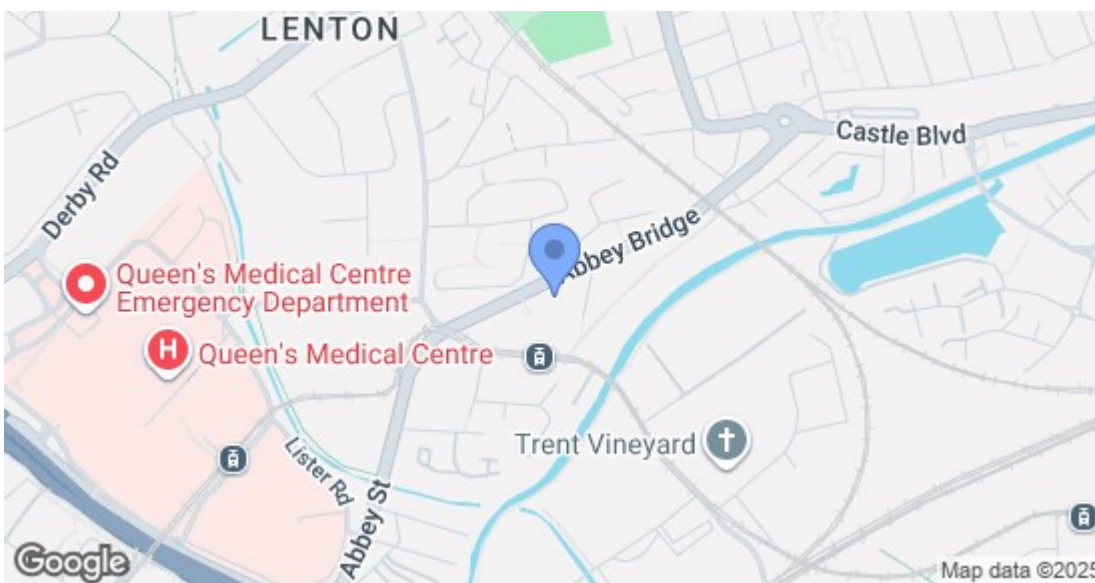 LENTON
Castle Blvd
Derby Rd
Abbey Bridge
Queen's Medical Centre
Emergency Department
H
Queen's Medical Centre
Trent Vineyard
Lister Rd
Abbey St
Google
Map data ©2025